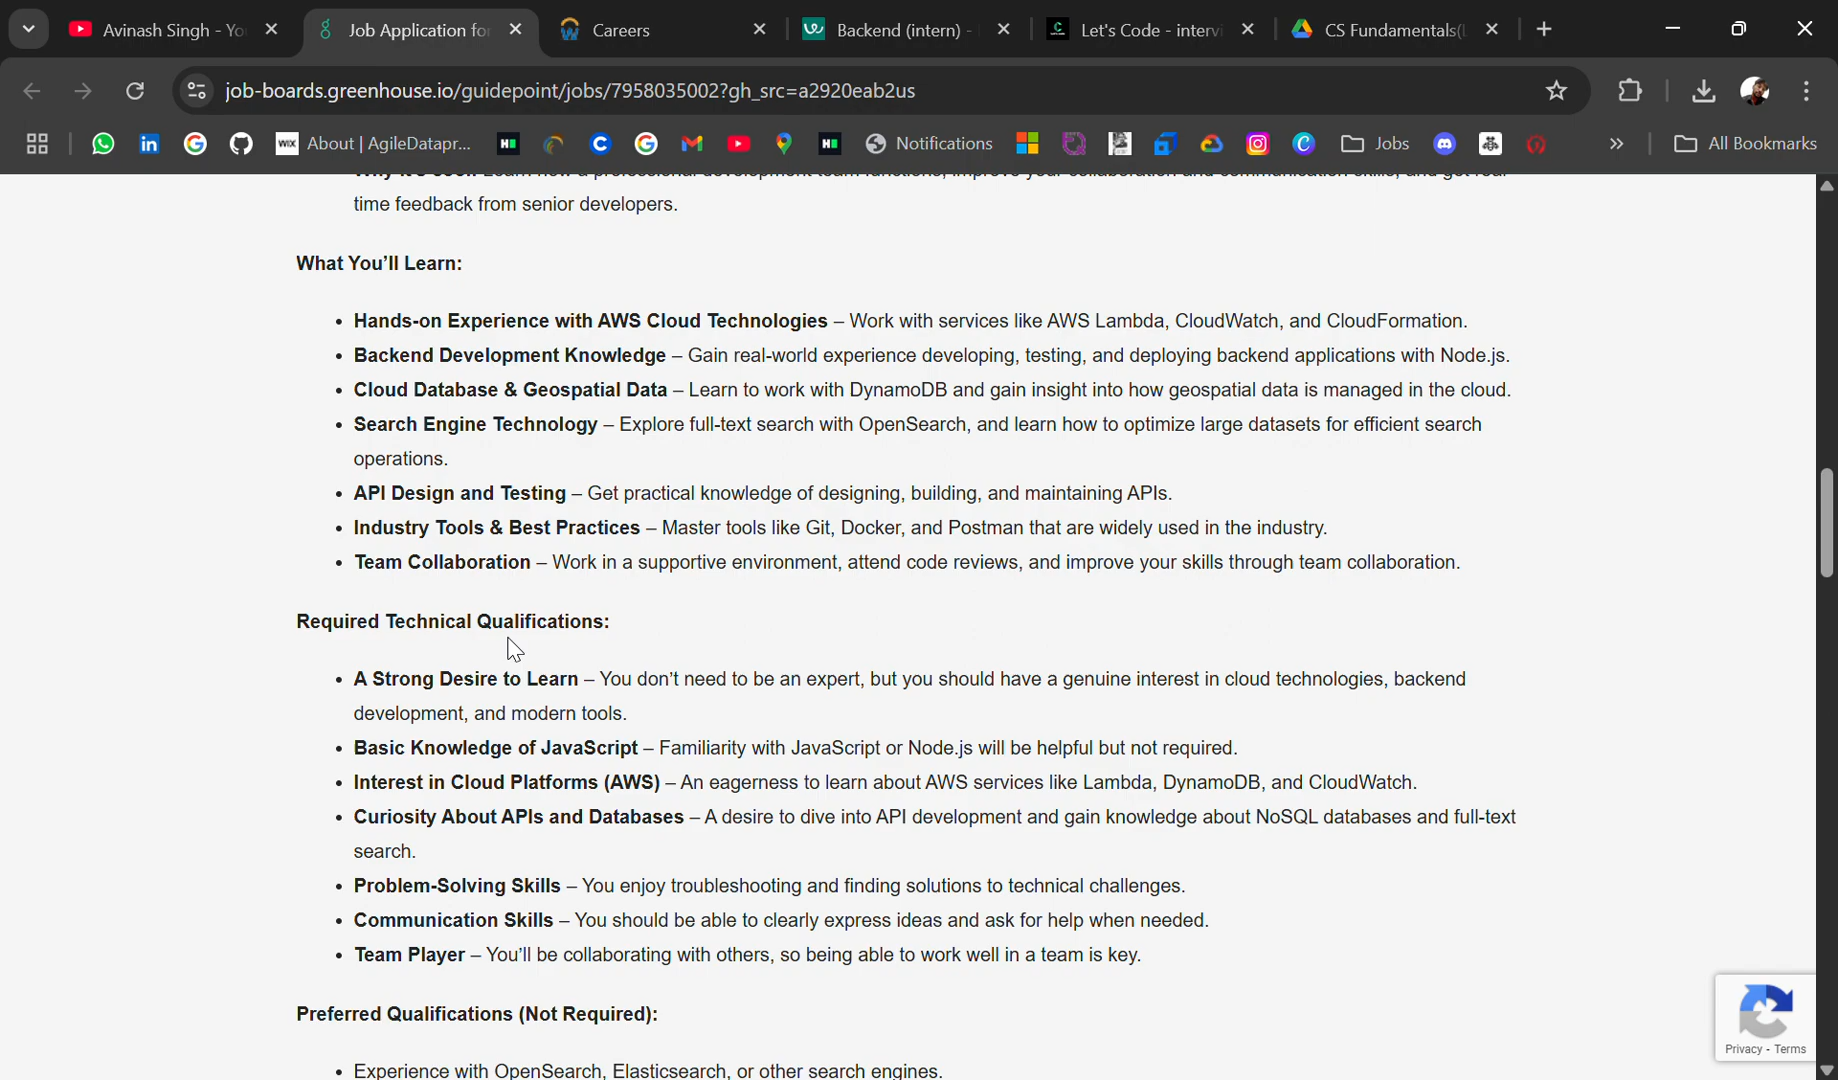 Avinash Singh - Yo
Job Application fo
Careers
Backend (intern) -
Let's Code - intervi
CS Fundamentals(L
job-boards.greenhouse.io/guidepoint/jobs/7958035002?gh_src=a2920eab2us
WIX About | AgileDatapr...
Notifications
Jobs
All Bookmarks
time feedback from senior developers.
What You’ll Learn:
• Hands-on Experience with AWS Cloud Technologies – Work with services like AWS Lambda, CloudWatch, and CloudFormation.
• Backend Development Knowledge – Gain real-world experience developing, testing, and deploying backend applications with Node.js.
• Cloud Database & Geospatial Data – Learn to work with DynamoDB and gain insight into how geospatial data is managed in the cloud.
• Search Engine Technology – Explore full-text search with OpenSearch, and learn how to optimize large datasets for efficient search
operations.
• API Design and Testing – Get practical knowledge of designing, building, and maintaining APIs.
• Industry Tools & Best Practices – Master tools like Git, Docker, and Postman that are widely used in the industry.
• Team Collaboration – Work in a supportive environment, attend code reviews, and improve your skills through team collaboration.
Required Technical Qualifications:
• A Strong Desire to Learn – You don’t need to be an expert, but you should have a genuine interest in cloud technologies, backend
development, and modern tools.
• Basic Knowledge of JavaScript – Familiarity with JavaScript or Node.js will be helpful but not required.
• Interest in Cloud Platforms (AWS) – An eagerness to learn about AWS services like Lambda, DynamoDB, and CloudWatch.
• Curiosity About APIs and Databases – A desire to dive into API development and gain knowledge about NoSQL databases and full-text
search.
• Problem-Solving Skills – You enjoy troubleshooting and finding solutions to technical challenges.
• Communication Skills – You should be able to clearly express ideas and ask for help when needed.
• Team Player – You’ll be collaborating with others, so being able to work well in a team is key.
Preferred Qualifications (Not Required):
• Experience with OpenSearch, Elasticsearch, or other search engines.
Privacy - Terms